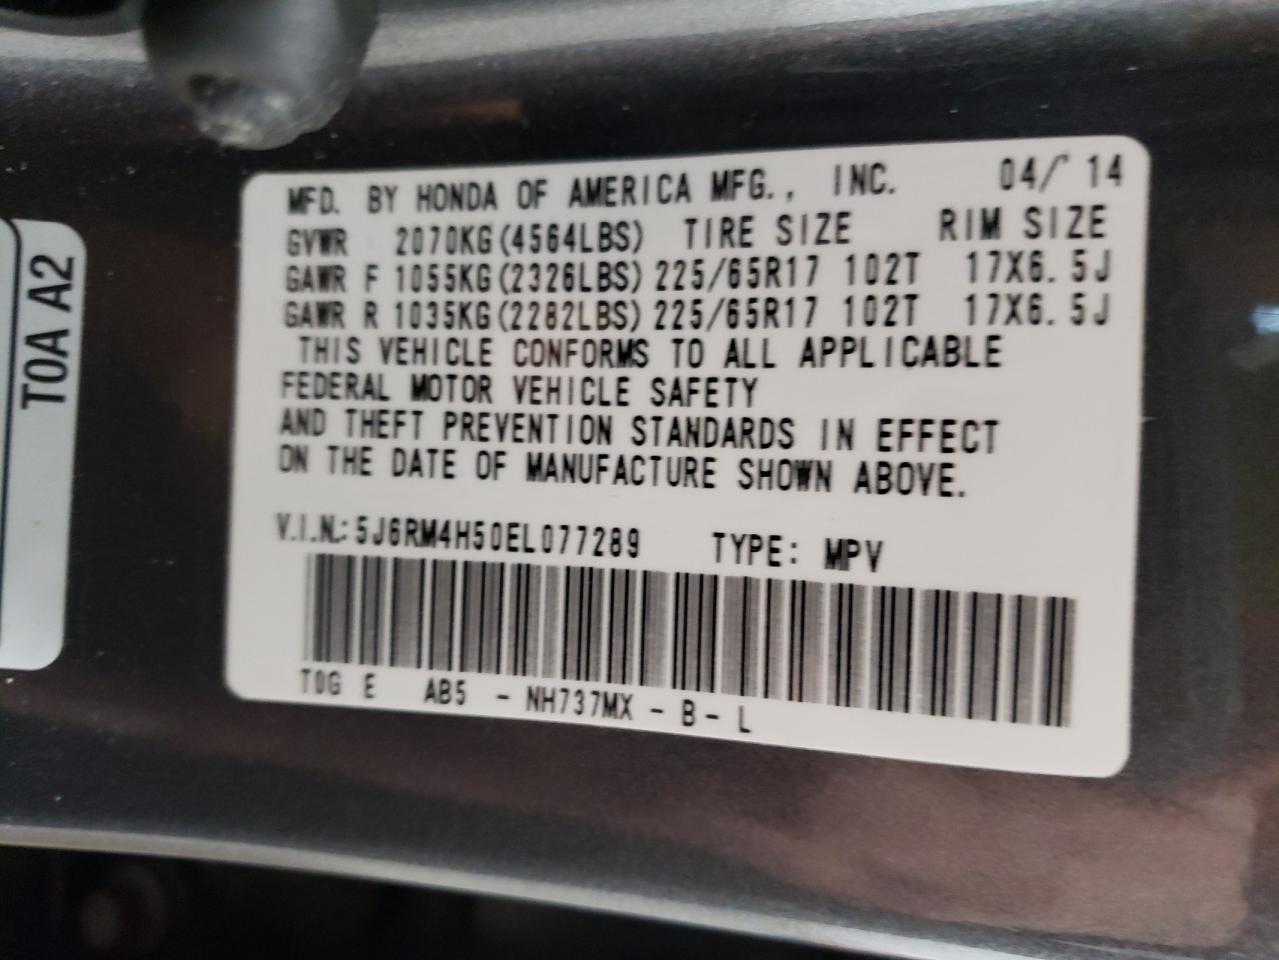 MFD. BY HONDA OF AMERICA MFG., INC. 04/'14
GVWR 2070KG(4564LBS) TIRE SIZE RIM SIZE
GAWR F 1055KG(2326LBS) 225/65R17 102T 17X6.5J
GAWR R 1035KG(2282LBS) 225/65R17 102T 17X6.5J
THIS VEHICLE CONFORMS TO ALL APPLICABLE
FEDERAL MOTOR VEHICLE SAFETY
AND THEFT PREVENTION STANDARDS IN EFFECT
ON THE DATE OF MANUFACTURE SHOWN ABOVE.
V.I.N.: 5J6RM4H50EL077289 TYPE: MPV
T0G E AB5 - NH737MX - B - L
T0A A2